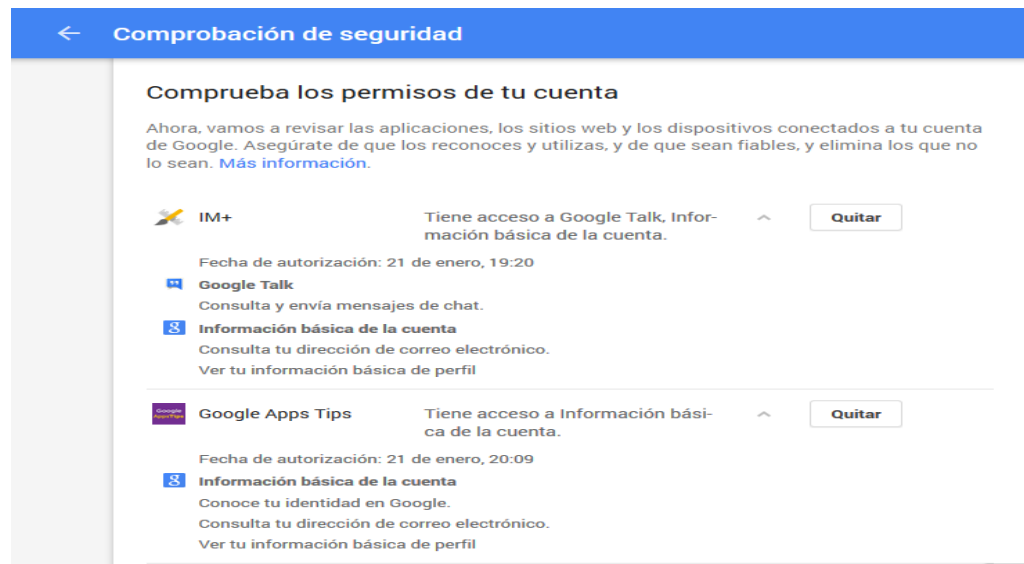 Comprobación de seguridad
Comprueba los permisos de tu cuenta
Ahora, vamos a revisar las aplicaciones, los sitios web y los dispositivos conectados a tu cuenta
de Google. Asegúrate de que los reconoces y utilizas, y de que sean fiables, y elimina los que no
lo sean. Más información.
IM+ Tiene acceso a Google Talk, Infor- Quitar
mación básica de la cuenta.
Fecha de autorización: 21 de enero, 19:20
Google Talk
Consulta y envía mensajes de chat.
g Información básica de la cuenta
Consulta tu dirección de correo electrónico.
Ver tu información básica de perfil
Google Apps Tips Tiene acceso a Información bási- Quitar
ca de la cuenta.
Fecha de autorización: 21 de enero, 20:09
g Información básica de la cuenta
Conoce tu identidad en Google.
Consulta tu dirección de correo electrónico.
Ver tu información básica de perfil